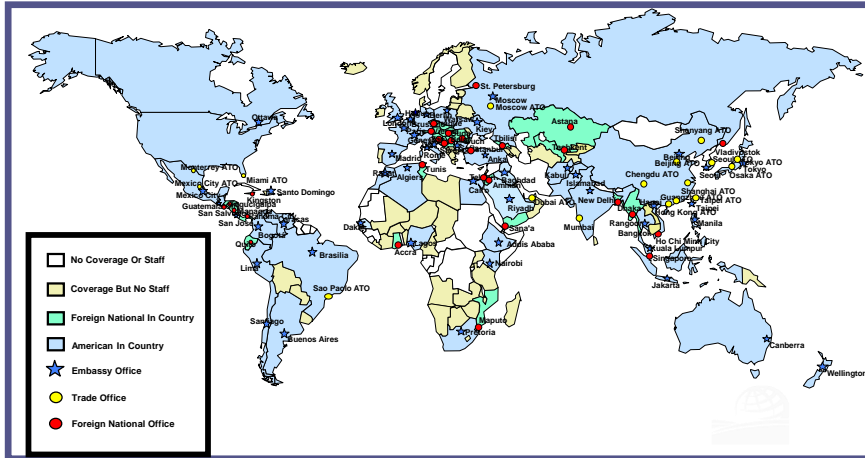 Ottawa
Monterrey ATO
Miami ATO
Mexico City ATO
Mexico City
Santo Domingo
Kingston
Guatemala
San Salvador
Tegucigalpa
San Jose
Caracas
Bogota
Quito
Lima
Brasilia
Sao Paolo ATO
Santiago
Buenos Aires
St. Petersburg
Moscow
Moscow ATO
London
Warsaw
Kiev
Madrid
Rome
Rabat
Algiers
Tunis
Istanbul
Ankara
Tbilisi
Baghdad
Amman
Cairo
Riyadh
Dubai ATO
Sana'a
Dakar
Accra
Lagos
Addis Ababa
Nairobi
Maputo
Pretoria
Astana
Tashkent
Kabul
Islamabad
New Delhi
Mumbai
Dhaka
Rangoon
Bangkok
Hanoi
Ho Chi Minh City
Kuala Lumpur
Singapore
Jakarta
Manila
Shenyang ATO
Vladivostok
Beijing
Beijing ATO
Seoul ATO
Seoul
Tokyo ATO
Tokyo
Osaka ATO
Chengdu ATO
Shanghai ATO
Guangzhou ATO
Taipei ATO
Taipei
Hong Kong ATO
Canberra
Wellington
No Coverage Or Staff
Coverage But No Staff
Foreign National In Country
American In Country
Embassy Office
Trade Office
Foreign National Office